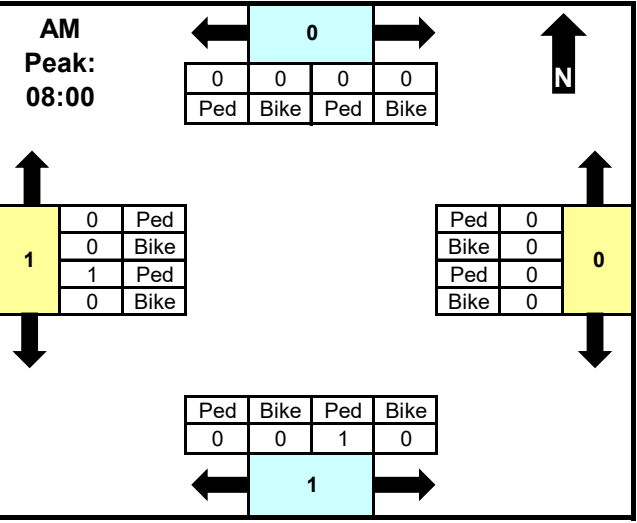 AM
Peak:
08:00
0
N
0 0 0 0
Ped Bike Ped Bike
1
0 Ped
0 Bike
1 Ped
0 Bike
Ped 0
Bike 0
Ped 0
Bike 0
0
Ped Bike Ped Bike
0 0 1 0
1